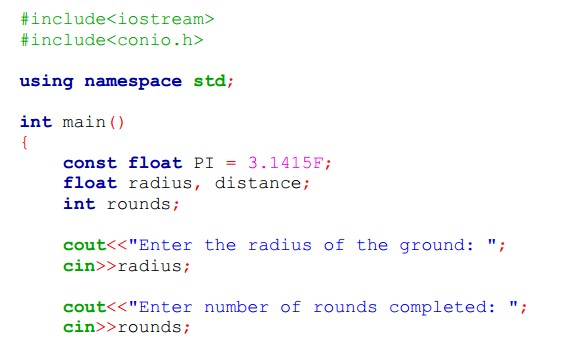 #include<iostream>
#include<conio.h>
using namespace std;
int main()
{
const float PI = 3.1415F;
float radius, distance;
int rounds;
cout<<"Enter the radius of the ground: ";
cin>>radius;
cout<<"Enter number of rounds completed: ";
cin>>rounds;